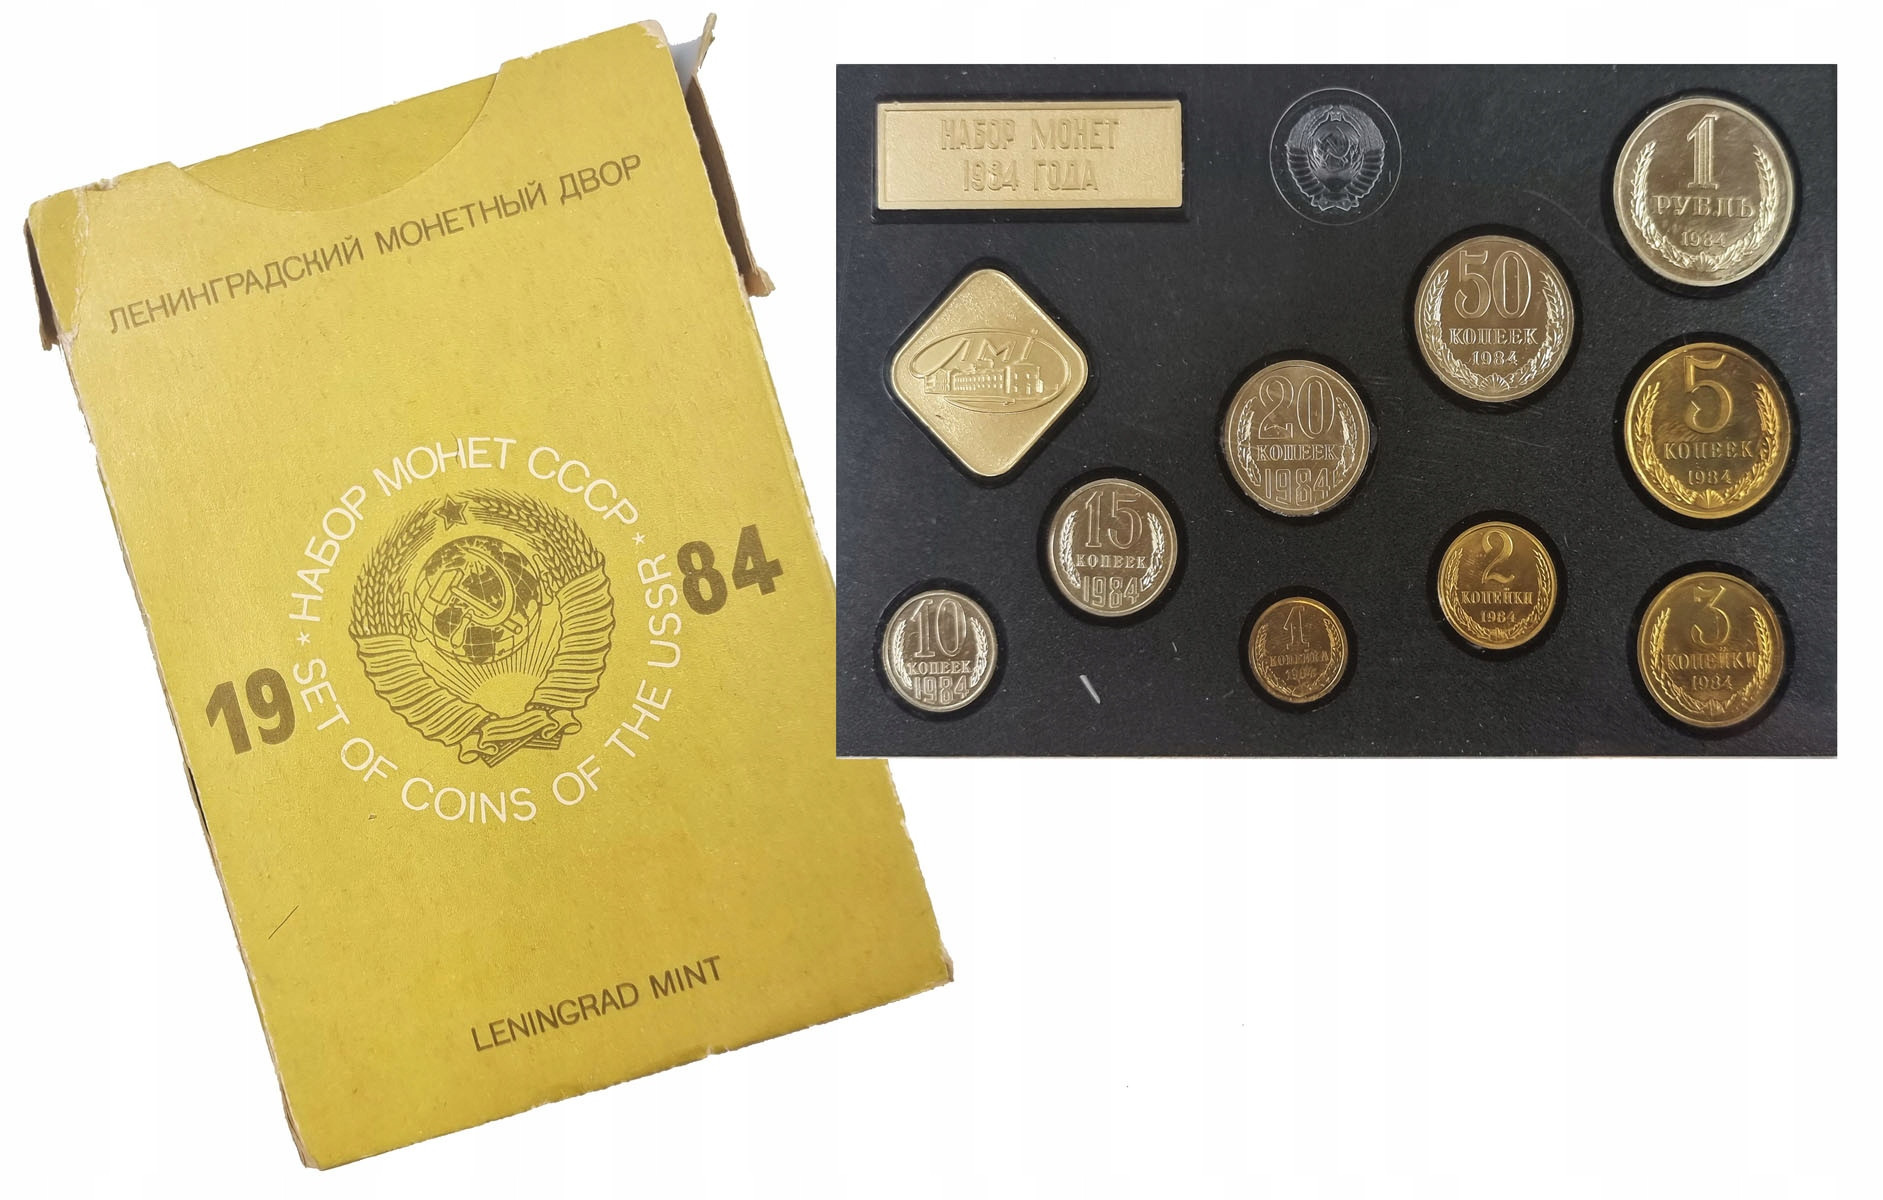 ЛЕНИНГРАДСКИЙ МОНЕТНЫЙ ДВОР
* НАБОР МОНЕТ СССР *
1984
SET OF COINS OF THE USSR
LENINGRAD MINT
НАБОР МОНЕТ
1984 ГОДА
1
РУБЛЬ
1984
50
КОПЕЕК
1984
ЛМД
20
КОПЕЕК
1984
5
КОПЕЕК
1984
15
КОПЕЕК
1984
2
КОПЕЙКИ
1984
10
КОПЕЕК
1984
1
КОПЕЙКА
1984
3
КОПЕЙКИ
1984